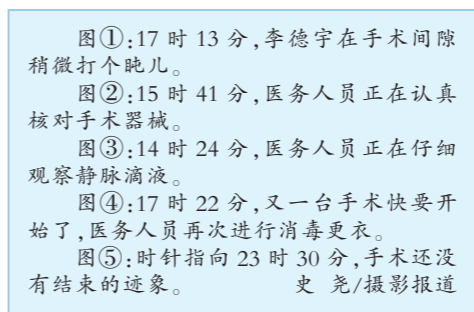 图①:17 时 13 分,李德宇在手术间隙
稍微打个盹儿。
图②:15 时 41 分,医务人员正在认真
核对手术器械。
图③:14 时 24 分,医务人员正在仔细
观察静脉滴液。
图④:17 时 22 分,又一台手术快要开
始了,医务人员再次进行消毒更衣。
图⑤:时针指向 23 时 30 分,手术还没
有结束的迹象。 史 尧/摄影报道